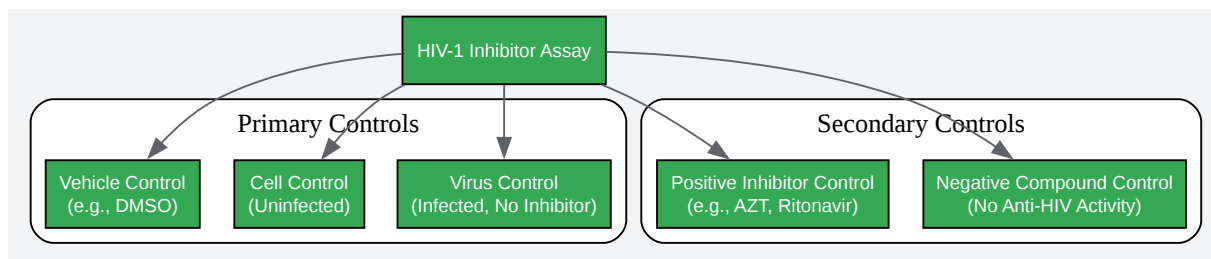 HIV-1 Inhibitor Assay
Primary Controls
Secondary Controls
Vehicle Control
(e.g., DMSO)
Cell Control
(Uninfected)
Virus Control
(Infected, No Inhibitor)
Positive Inhibitor Control
(e.g., AZT, Ritonavir)
Negative Compound Control
(No Anti-HIV Activity)